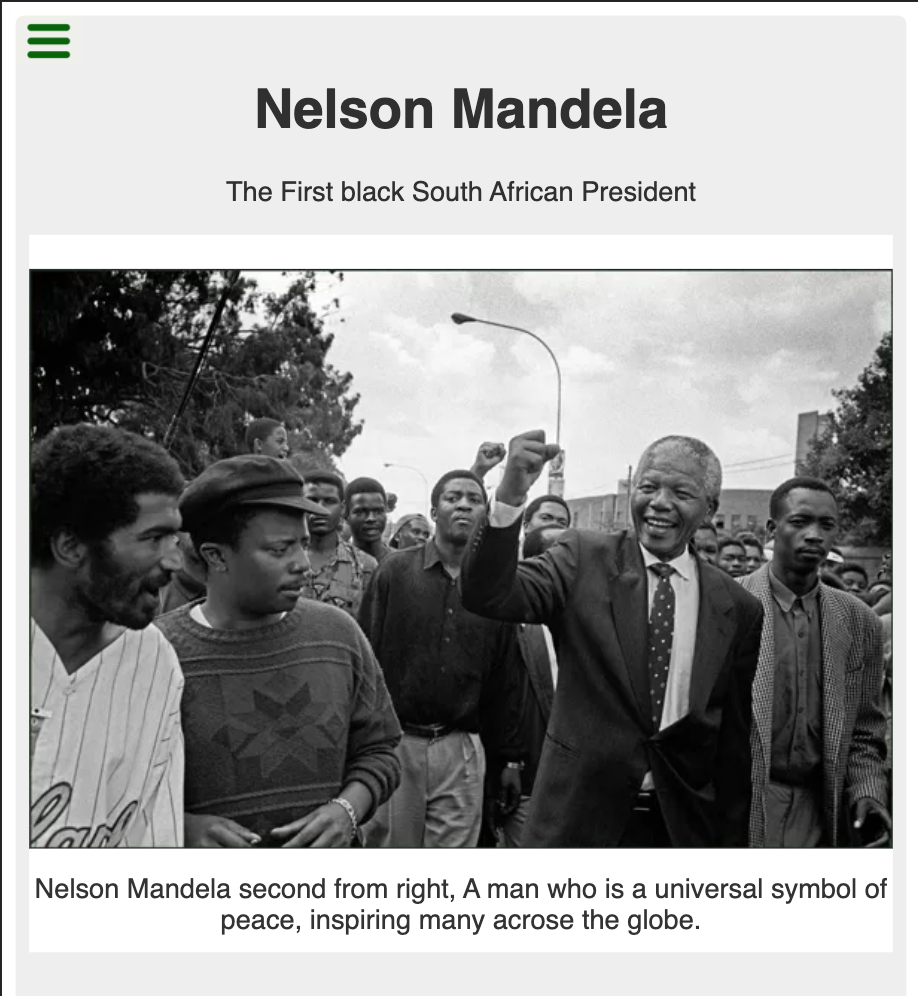 Nelson Mandela
The First black South African President
Nelson Mandela second from right, A man who is a universal symbol of
peace, inspiring many acrose the globe.